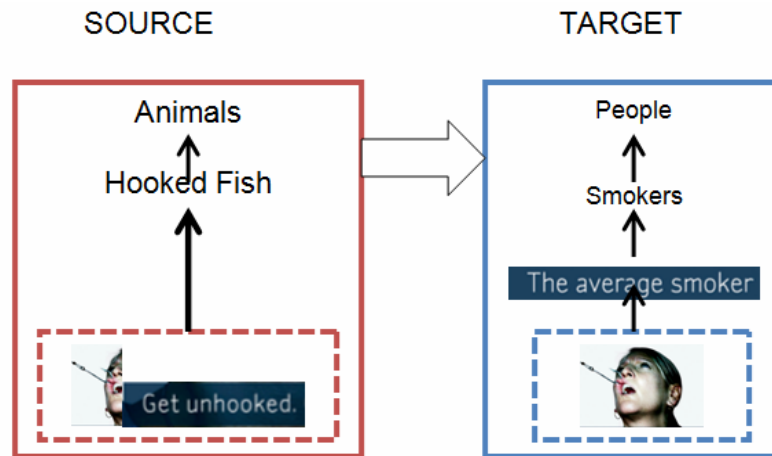 SOURCE
Animals
Hooked Fish
Get unhooked.
TARGET
People
Smokers
The average smoker